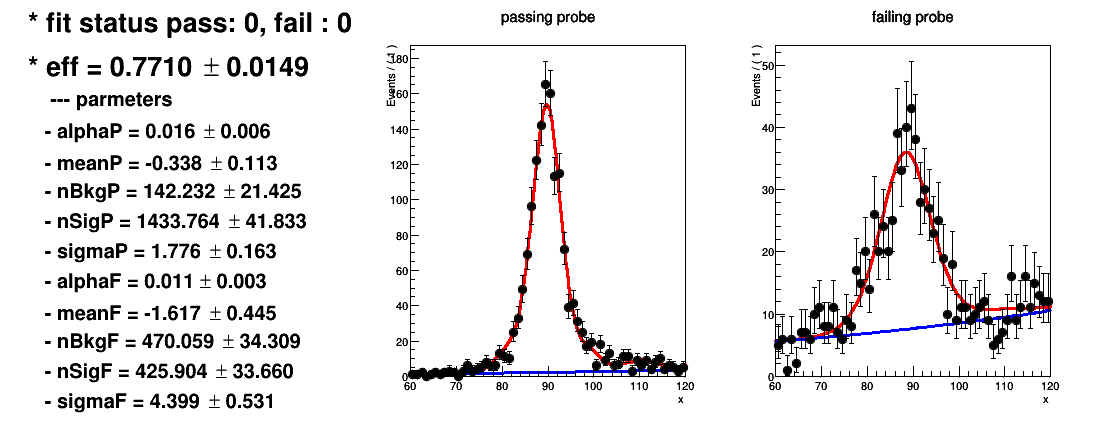 * fit status pass: 0, fail : 0
* eff = 0.7710 ± 0.0149
--- parmeters
- alphaP = 0.016 ± 0.006
- meanP = -0.338 ± 0.113
- nBkgP = 142.232 ± 21.425
- nSigP = 1433.764 ± 41.833
- sigmaP = 1.776 ± 0.163
- alphaF = 0.011 ± 0.003
- meanF = -1.617 ± 0.445
- nBkgF = 470.059 ± 34.309
- nSigF = 425.904 ± 33.660
- sigmaF = 4.399 ± 0.531
passing probe
Events / ( 1 )
180
160
140
120
100
80
60
40
20
0
60 70 80 90 100 110 120
x
failing probe
Events / ( 1 )
50
40
30
20
10
0
60 70 80 90 100 110 120
x